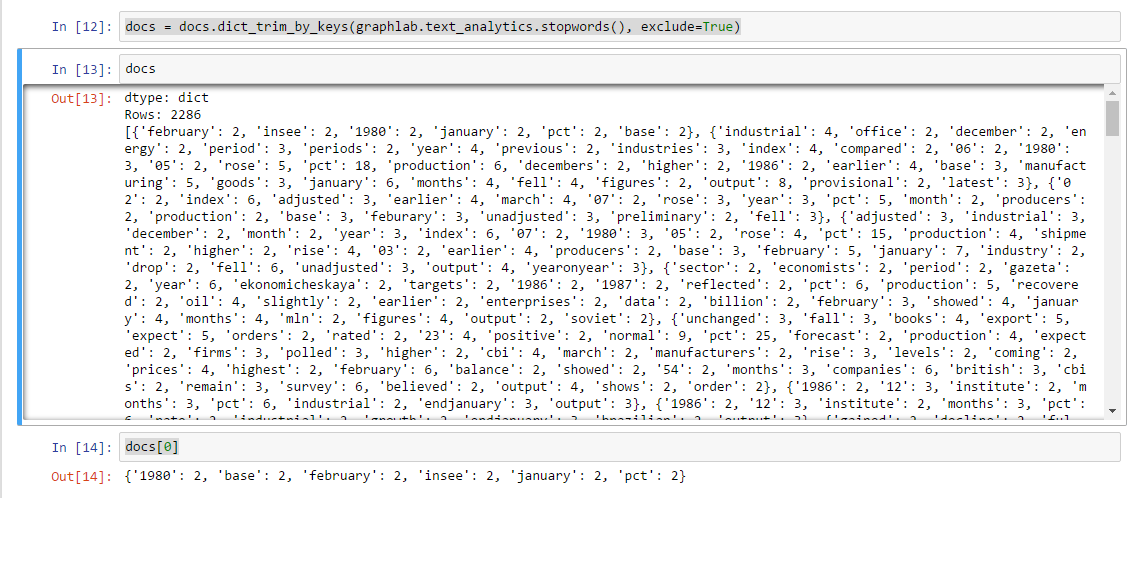 In [12]: docs = docs.dict_trim_by_keys(graphlab.text_analytics.stopwords(), exclude=True)
In [13]: docs
Out[13]: dtype: dict
Rows: 2286
[{'february': 2, 'insee': 2, '1980': 2, 'january': 2, 'pct': 2, 'base': 2}, {'industrial': 4, 'office': 2, 'december': 2, 'en
ergy': 2, 'period': 3, 'periods': 2, 'year': 4, 'previous': 2, 'industries': 3, 'index': 4, 'compared': 2, '06': 2, '1980':
3, '05': 2, 'rose': 5, 'pct': 18, 'production': 6, 'decembers': 2, 'higher': 2, '1986': 2, 'earlier': 4, 'base': 3, 'manufact
uring': 5, 'goods': 3, 'january': 6, 'months': 4, 'fell': 4, 'figures': 2, 'output': 8, 'provisional': 2, 'latest': 3}, {'0
2': 2, 'index': 6, 'adjusted': 3, 'earlier': 4, 'march': 4, '07': 2, 'rose': 3, 'year': 3, 'pct': 5, 'month': 2, 'producers':
2, 'production': 2, 'base': 3, 'feburary': 3, 'unadjusted': 3, 'preliminary': 2, 'fell': 3}, {'adjusted': 3, 'industrial': 3,
'december': 2, 'month': 2, 'year': 3, 'index': 6, '07': 2, '1980': 3, '05': 2, 'rose': 4, 'pct': 15, 'production': 4, 'shipme
nt': 2, 'higher': 2, 'rise': 4, '03': 2, 'earlier': 4, 'producers': 2, 'base': 3, 'february': 5, 'january': 7, 'industry': 2,
'drop': 2, 'fell': 6, 'unadjusted': 3, 'output': 4, 'yearonyear': 3}, {'sector': 2, 'economists': 2, 'period': 2, 'gazeta':
2, 'year': 6, 'ekonomicheskaya': 2, 'targets': 2, '1986': 2, '1987': 2, 'reflected': 2, 'pct': 6, 'production': 5, 'recovere
d': 2, 'oil': 4, 'slightly': 2, 'earlier': 2, 'enterprises': 2, 'data': 2, 'billion': 2, 'february': 3, 'showed': 4, 'januar
y': 4, 'months': 4, 'mln': 2, 'figures': 4, 'output': 2, 'soviet': 2}, {'unchanged': 3, 'fall': 3, 'books': 4, 'export': 5,
'expect': 5, 'orders': 2, 'rated': 2, '23': 4, 'positive': 2, 'normal': 9, 'pct': 25, 'forecast': 2, 'production': 4, 'expect
ed': 2, 'firms': 3, 'polled': 3, 'higher': 2, 'cbi': 4, 'march': 2, 'manufacturers': 2, 'rise': 3, 'levels': 2, 'coming': 2,
'prices': 4, 'highest': 2, 'february': 6, 'balance': 2, 'showed': 2, '54': 2, 'months': 3, 'companies': 6, 'british': 3, 'cbi
s': 2, 'remain': 3, 'survey': 6, 'believed': 2, 'output': 4, 'shows': 2, 'order': 2}, {'1986': 2, '12': 3, 'institute': 2, 'm
onths': 3, 'pct': 6, 'industrial': 2, 'endjanuary': 3, 'output': 3}, {'1986': 2, '12': 3, 'institute': 2, 'months': 3, 'pct':
In [14]: docs[0]
Out[14]: {'1980': 2, 'base': 2, 'february': 2, 'insee': 2, 'january': 2, 'pct': 2}